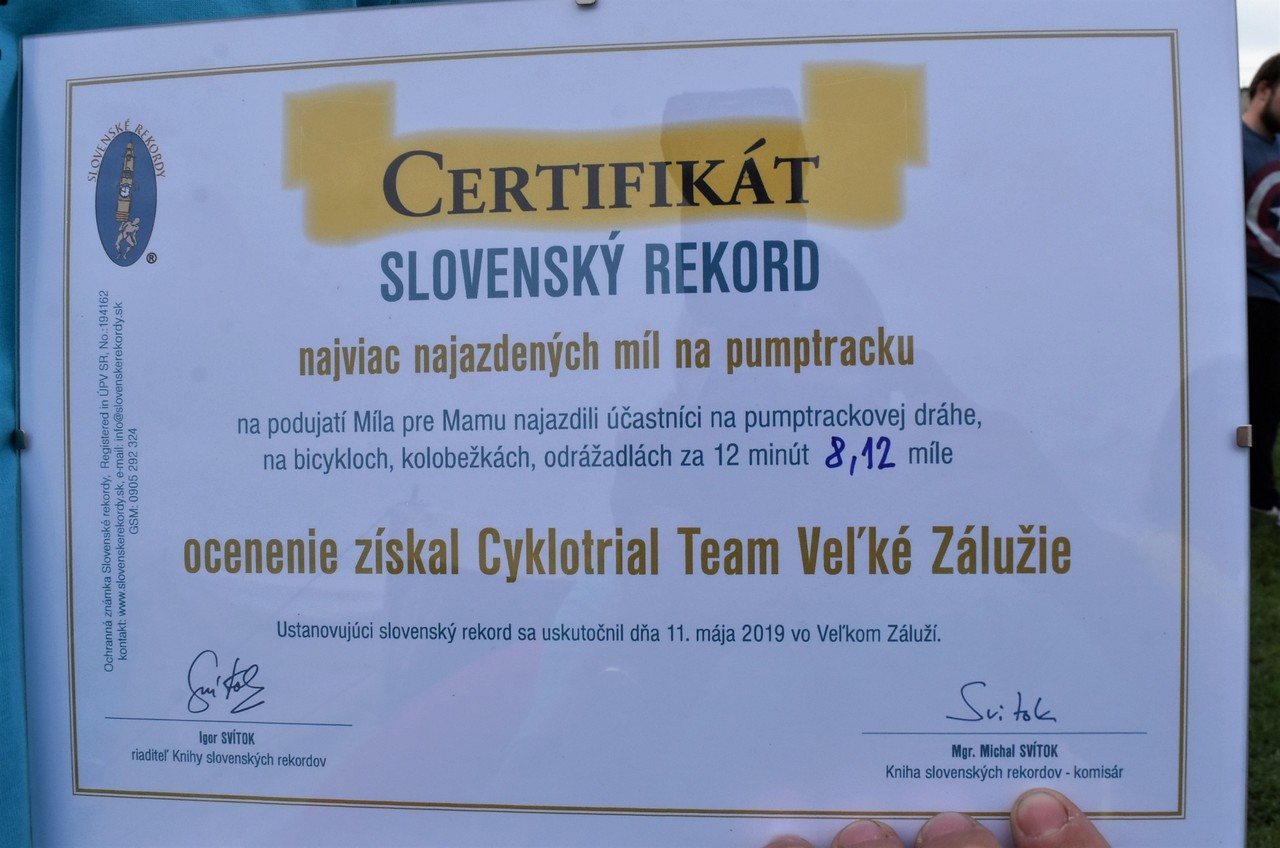 SLOVENSKÉ REKORDY
®
CERTIFIKÁT
SLOVENSKÝ REKORD
najviac najazdených míl na pumptracku
na podujatí Míla pre Mamu najazdili účastníci na pumptrackovej dráhe,
na bicykloch, kolobežkách, odrážadlách za 12 minút 8,12 míle
ocenenie získal Cyklotrial Team Veľké Zálužie
Ustanovujúci slovenský rekord sa uskutočnil dňa 11. mája 2019 vo Veľkom Záluží.
Ochranná známka Slovenské rekordy, Registered in ÚPV SR, No.:194162
kontakt: www.slovenskerekordy.sk, e-mail: info@slovenskerekordy.sk
GSM: 0905 292 324
Svítok
Igor SVÍTOK
riaditeľ Knihy slovenských rekordov
Svitok
Mgr. Michal SVÍTOK
Kniha slovenských rekordov - komisár